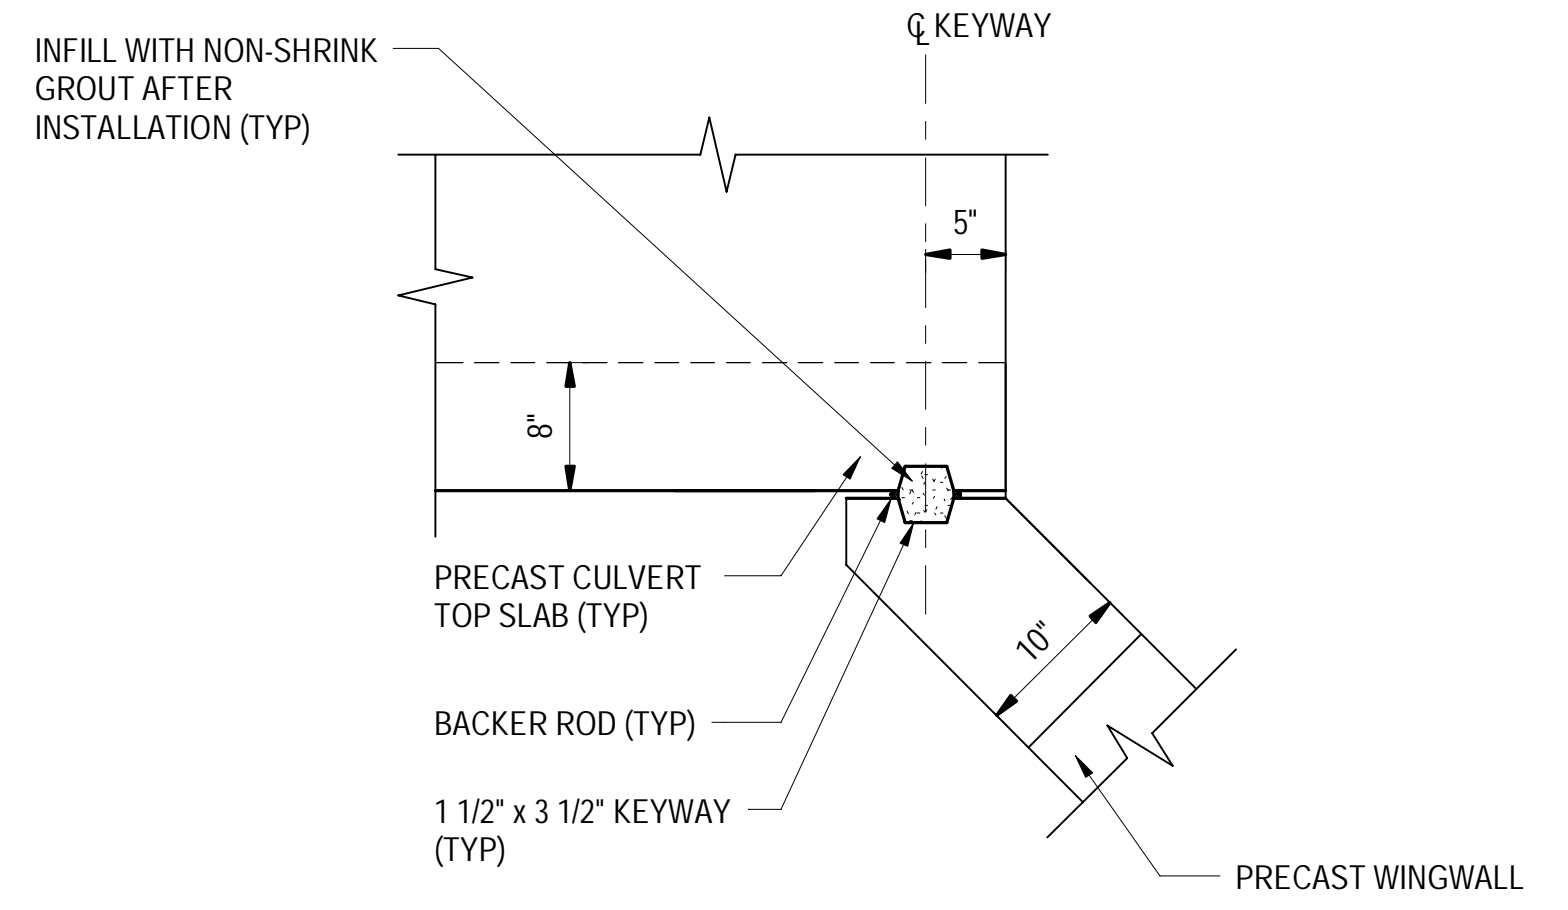 ℄ KEYWAY
INFILL WITH NON-SHRINK
GROUT AFTER
INSTALLATION (TYP)
5"
8"
PRECAST CULVERT
TOP SLAB (TYP)
10"
BACKER ROD (TYP)
1 1/2" x 3 1/2" KEYWAY
(TYP)
PRECAST WINGWALL